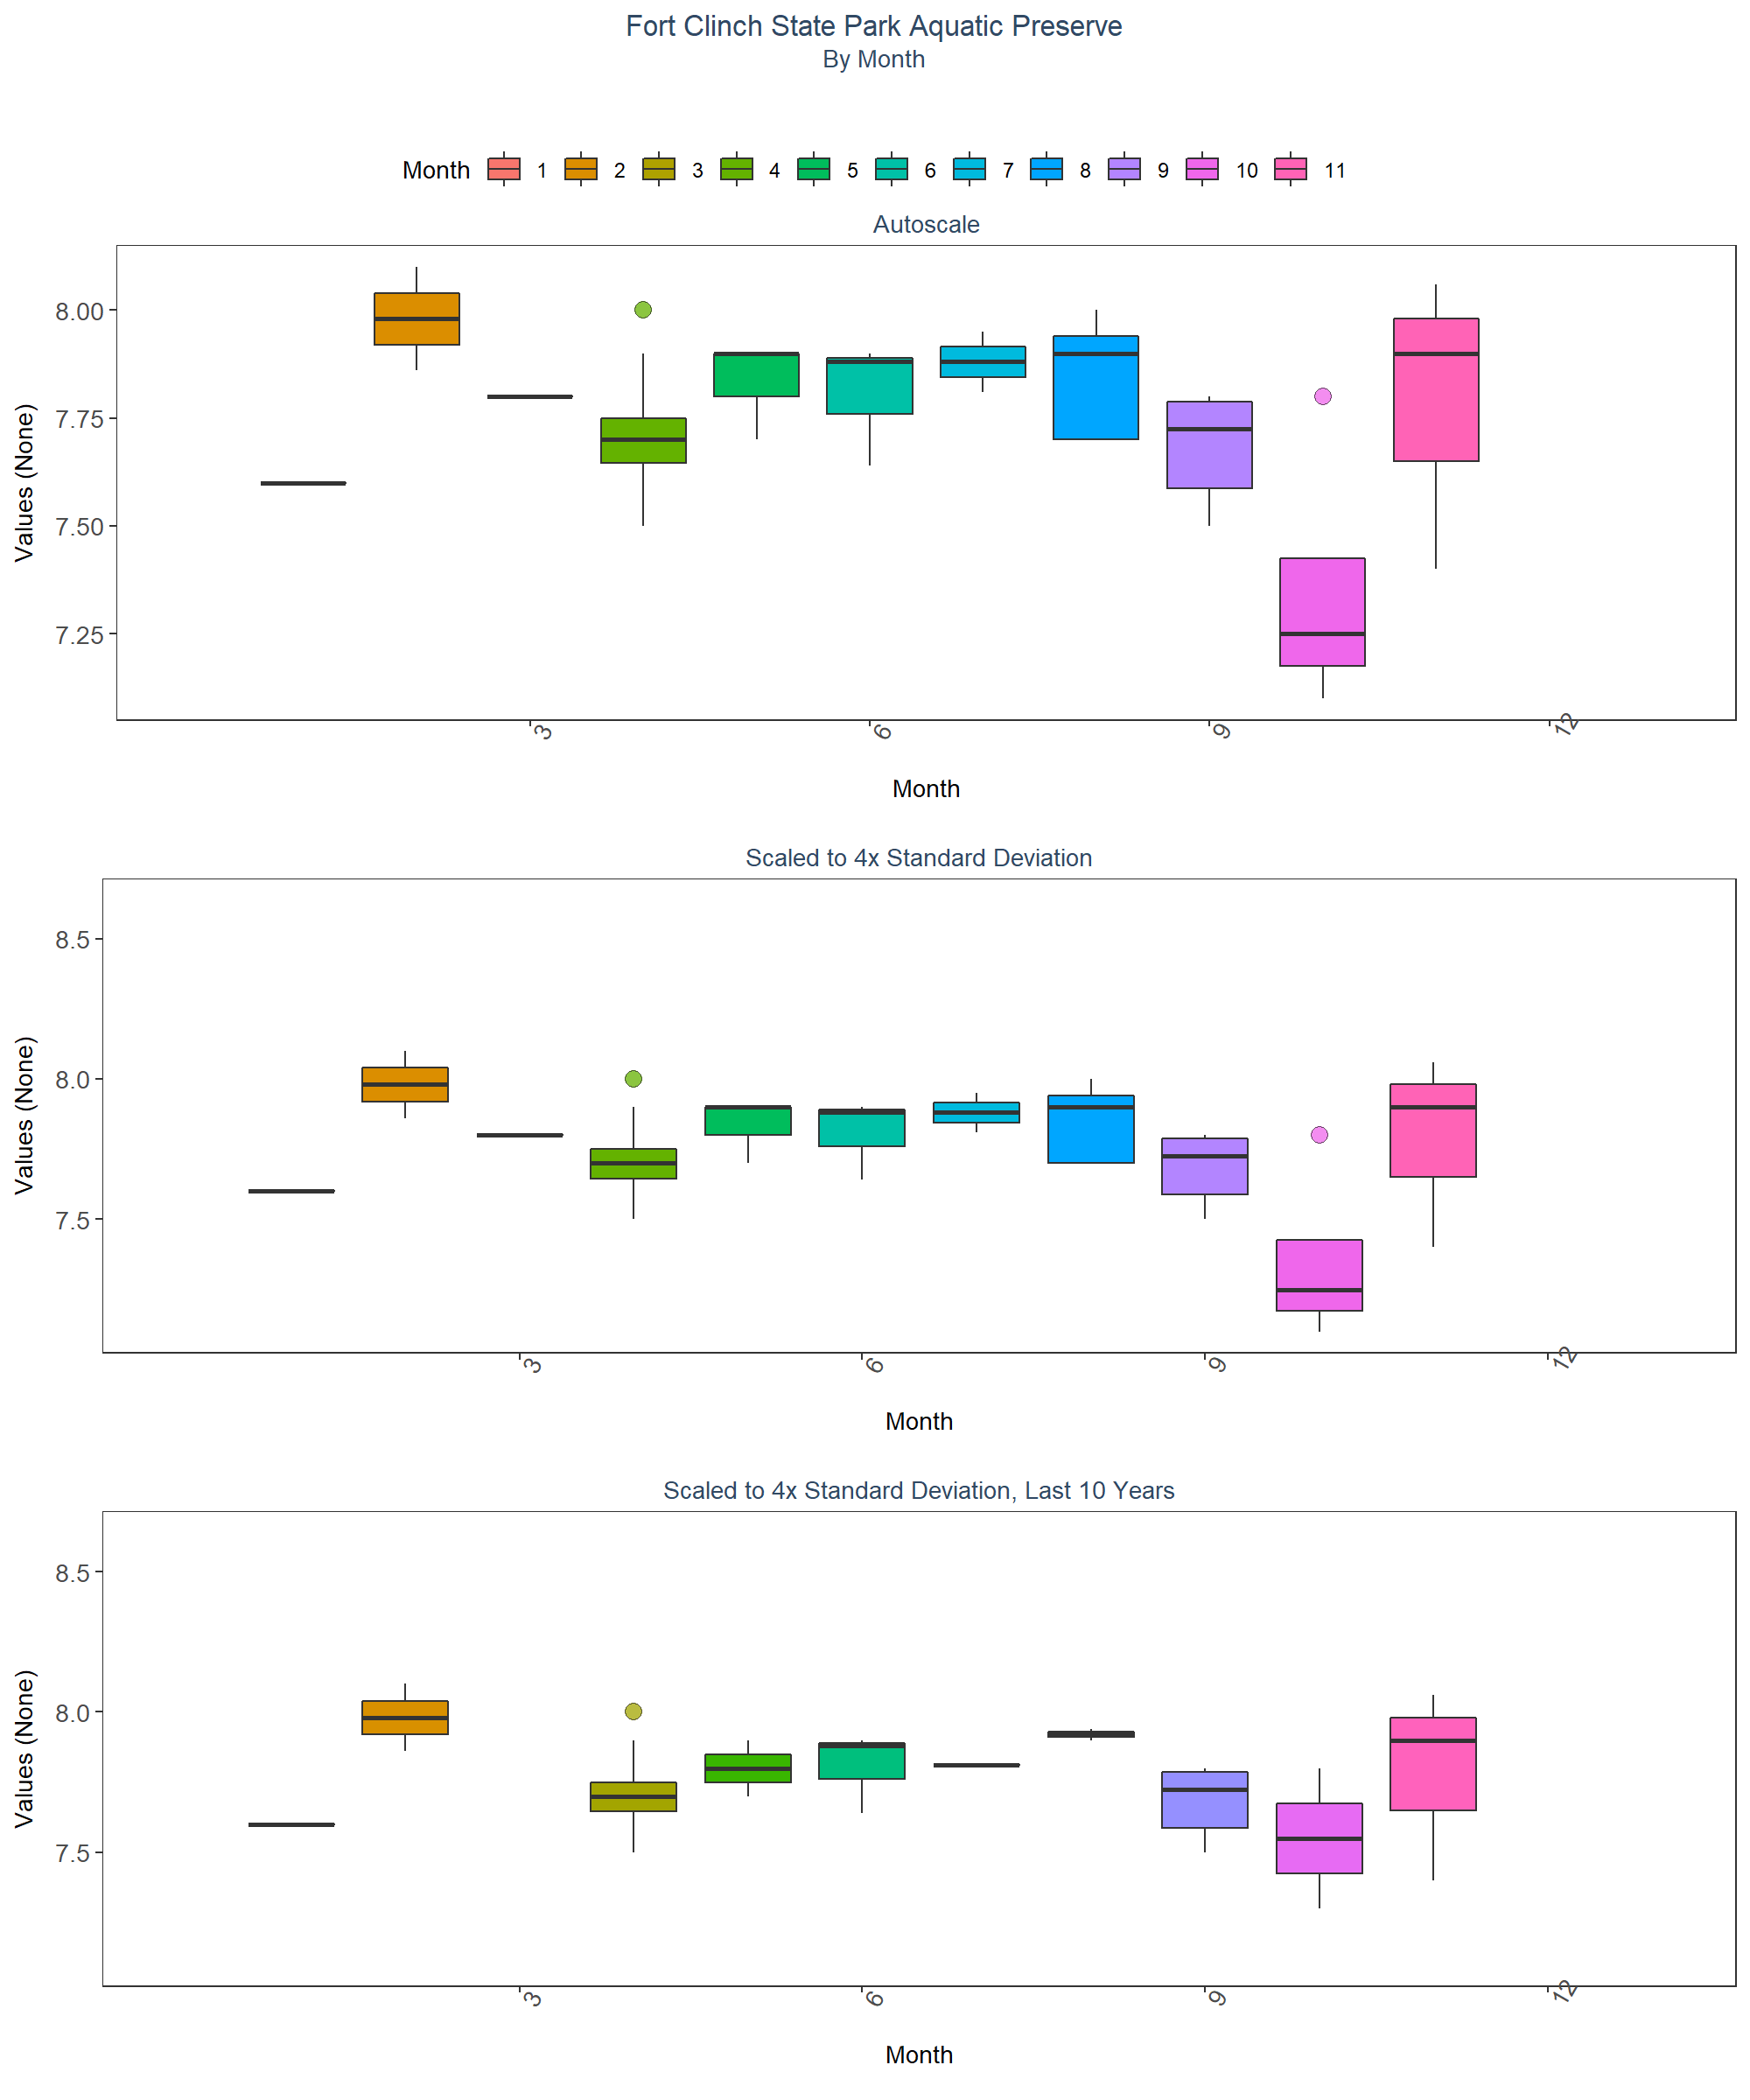 Fort Clinch State Park Aquatic Preserve
By Month
Month 1 2 3 4 5 6 7 8 9 10 11
Autoscale
8.00
7.75
7.50
7.25
Values (None)
3 6 9 12
Month
Scaled to 4x Standard Deviation
8.5
8.0
7.5
Values (None)
3 6 9 12
Month
Scaled to 4x Standard Deviation, Last 10 Years
8.5
8.0
7.5
Values (None)
3 6 9 12
Month